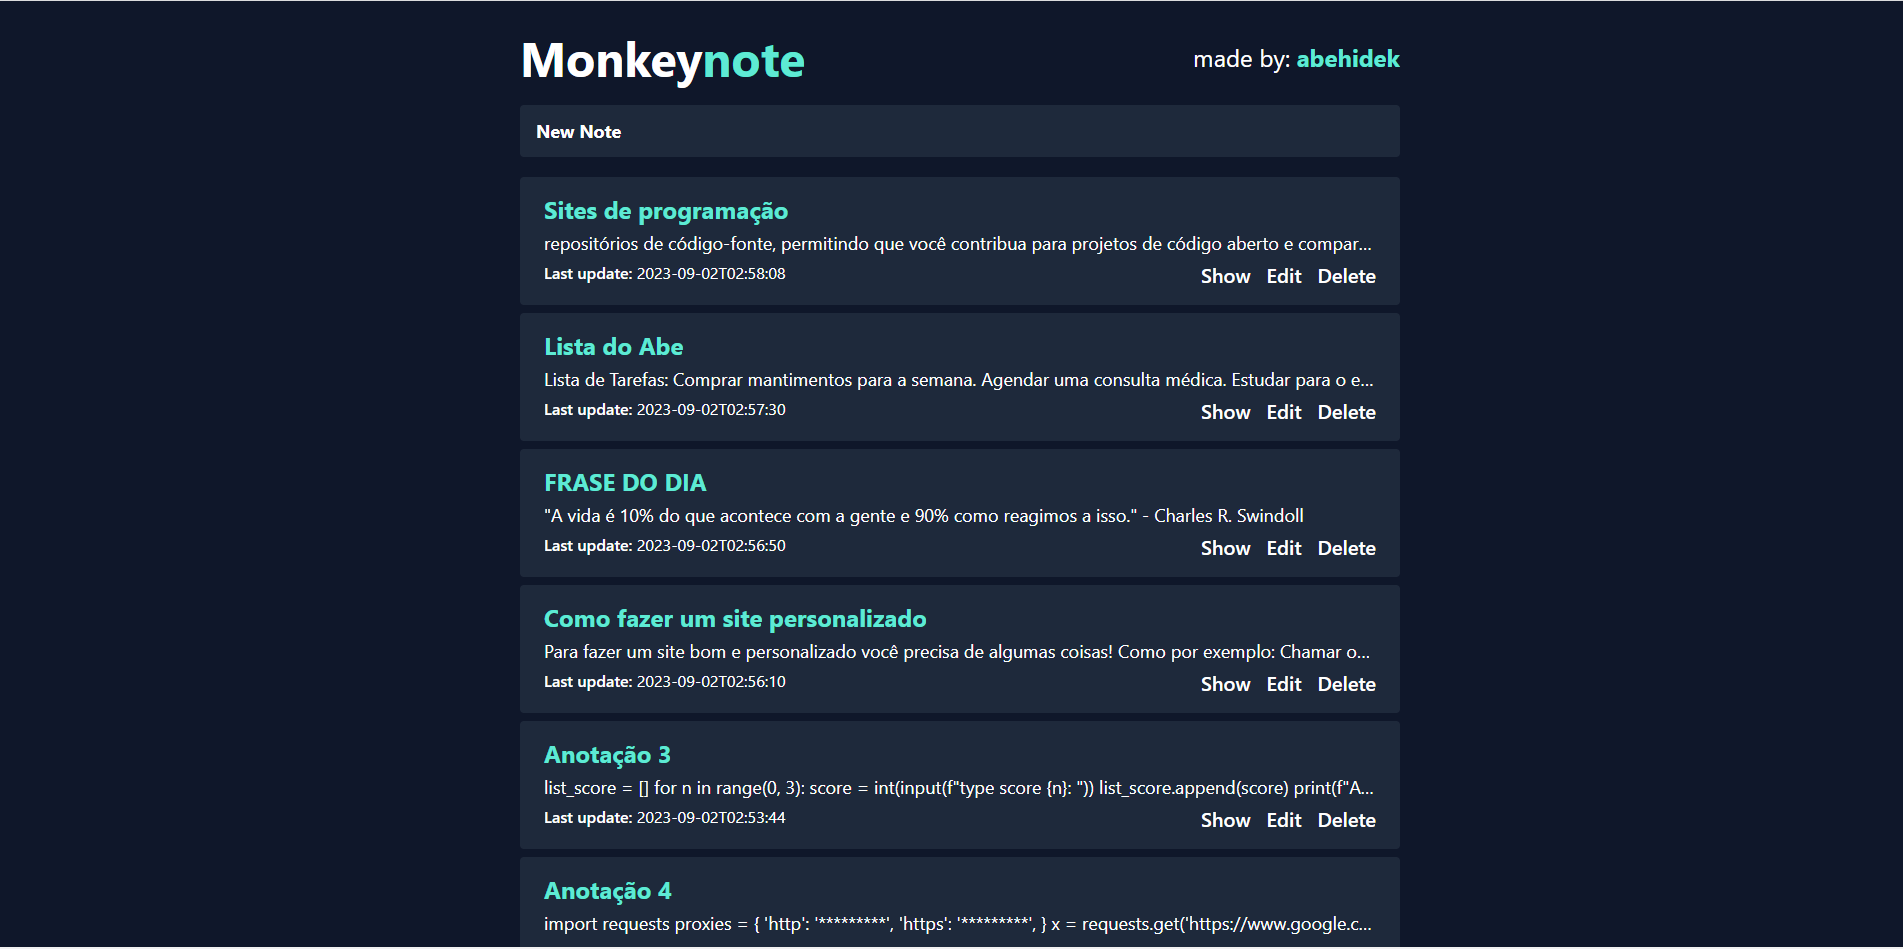 Monkeynote
made by: abehidek
New Note
Sites de programação
repositórios de código-fonte, permitindo que você contribua para projetos de código aberto e compar...
Last update: 2023-09-02T02:58:08
Show Edit Delete
Lista do Abe
Lista de Tarefas: Comprar mantimentos para a semana. Agendar uma consulta médica. Estudar para o e...
Last update: 2023-09-02T02:57:30
Show Edit Delete
FRASE DO DIA
"A vida é 10% do que acontece com a gente e 90% como reagimos a isso." - Charles R. Swindoll
Last update: 2023-09-02T02:56:50
Show Edit Delete
Como fazer um site personalizado
Para fazer um site bom e personalizado você precisa de algumas coisas! Como por exemplo: Chamar o...
Last update: 2023-09-02T02:56:10
Show Edit Delete
Anotação 3
list_score = [] for n in range(0, 3): score = int(input(f"type score {n}: ")) list_score.append(score) print(f"A...
Last update: 2023-09-02T02:53:44
Show Edit Delete
Anotação 4
import requests proxies = { 'http': '*********', 'https': '*********', } x = requests.get('https://www.google.c...